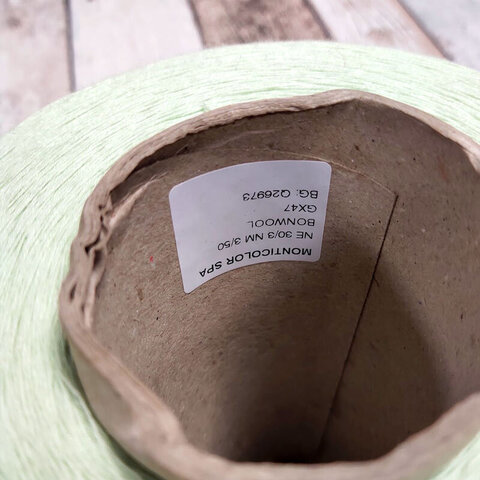 MONTICOLOR SPA
NE 30/3 NM 3/50
BONWOOL
GX47
BG: Q26973